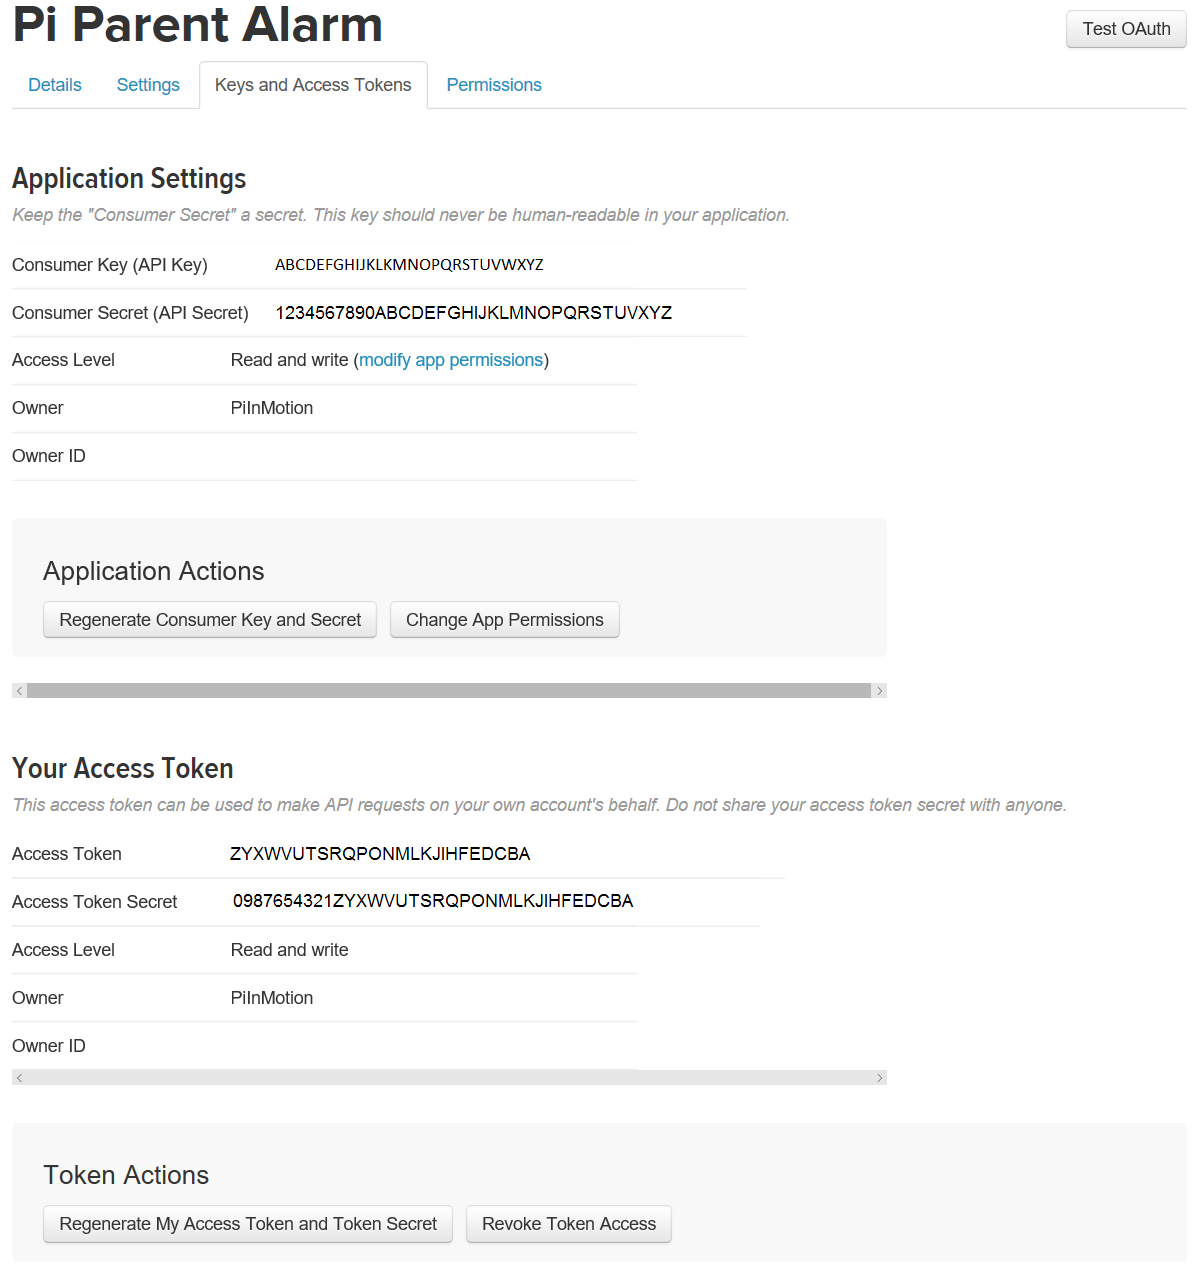 Pi Parent Alarm
Test OAuth
Details Settings Keys and Access Tokens Permissions
Application Settings
Keep the "Consumer Secret" a secret. This key should never be human-readable in your application.
Consumer Key (API Key) ABCDEFGHIJKLKMNOPQRSTUVWXYZ
Consumer Secret (API Secret) 1234567890ABCDEFGHIJKLMNOPQRSTUVXYZ
Access Level Read and write (modify app permissions)
Owner PiInMotion
Owner ID
Application Actions
Regenerate Consumer Key and Secret Change App Permissions
Your Access Token
This access token can be used to make API requests on your own account's behalf. Do not share your access token secret with anyone.
Access Token ZYXWVUTSRQPONMLKJIHFEDCBA
Access Token Secret 0987654321ZYXWVUTSRQPONMLKJIHFEDCBA
Access Level Read and write
Owner PiInMotion
Owner ID
Token Actions
Regenerate My Access Token and Token Secret Revoke Token Access